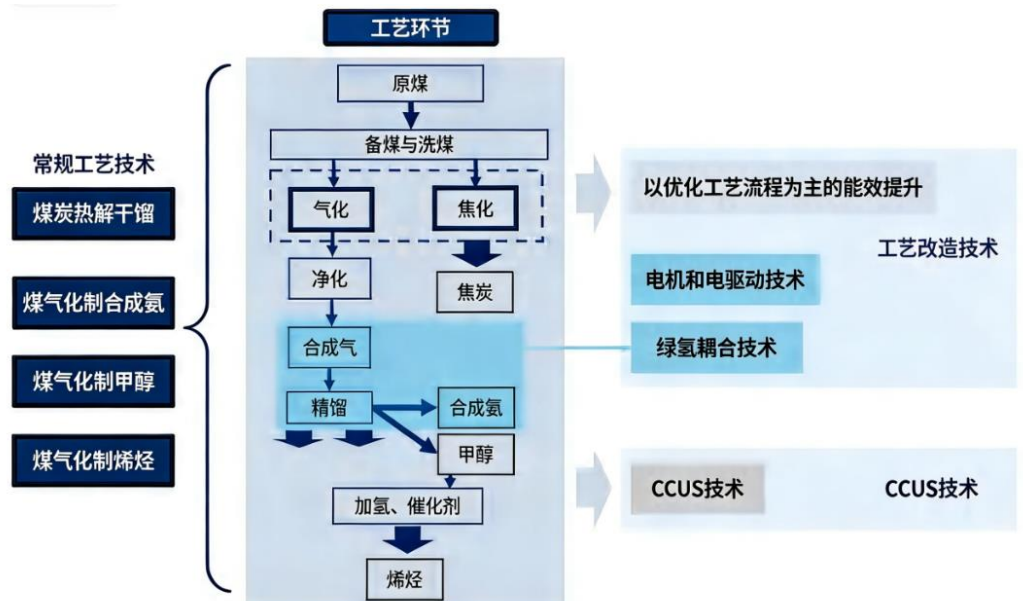 工艺环节
常规工艺技术
煤炭热解干馏
煤气化制合成氨
煤气化制甲醇
煤气化制烯烃
原煤
备煤与洗煤
气化
焦化
净化
焦炭
合成气
精馏
合成氨
甲醇
加氢、催化剂
烯烃
以优化工艺流程为主的能效提升
工艺改造技术
电机和电驱动技术
绿氢耦合技术
CCUS技术
CCUS技术